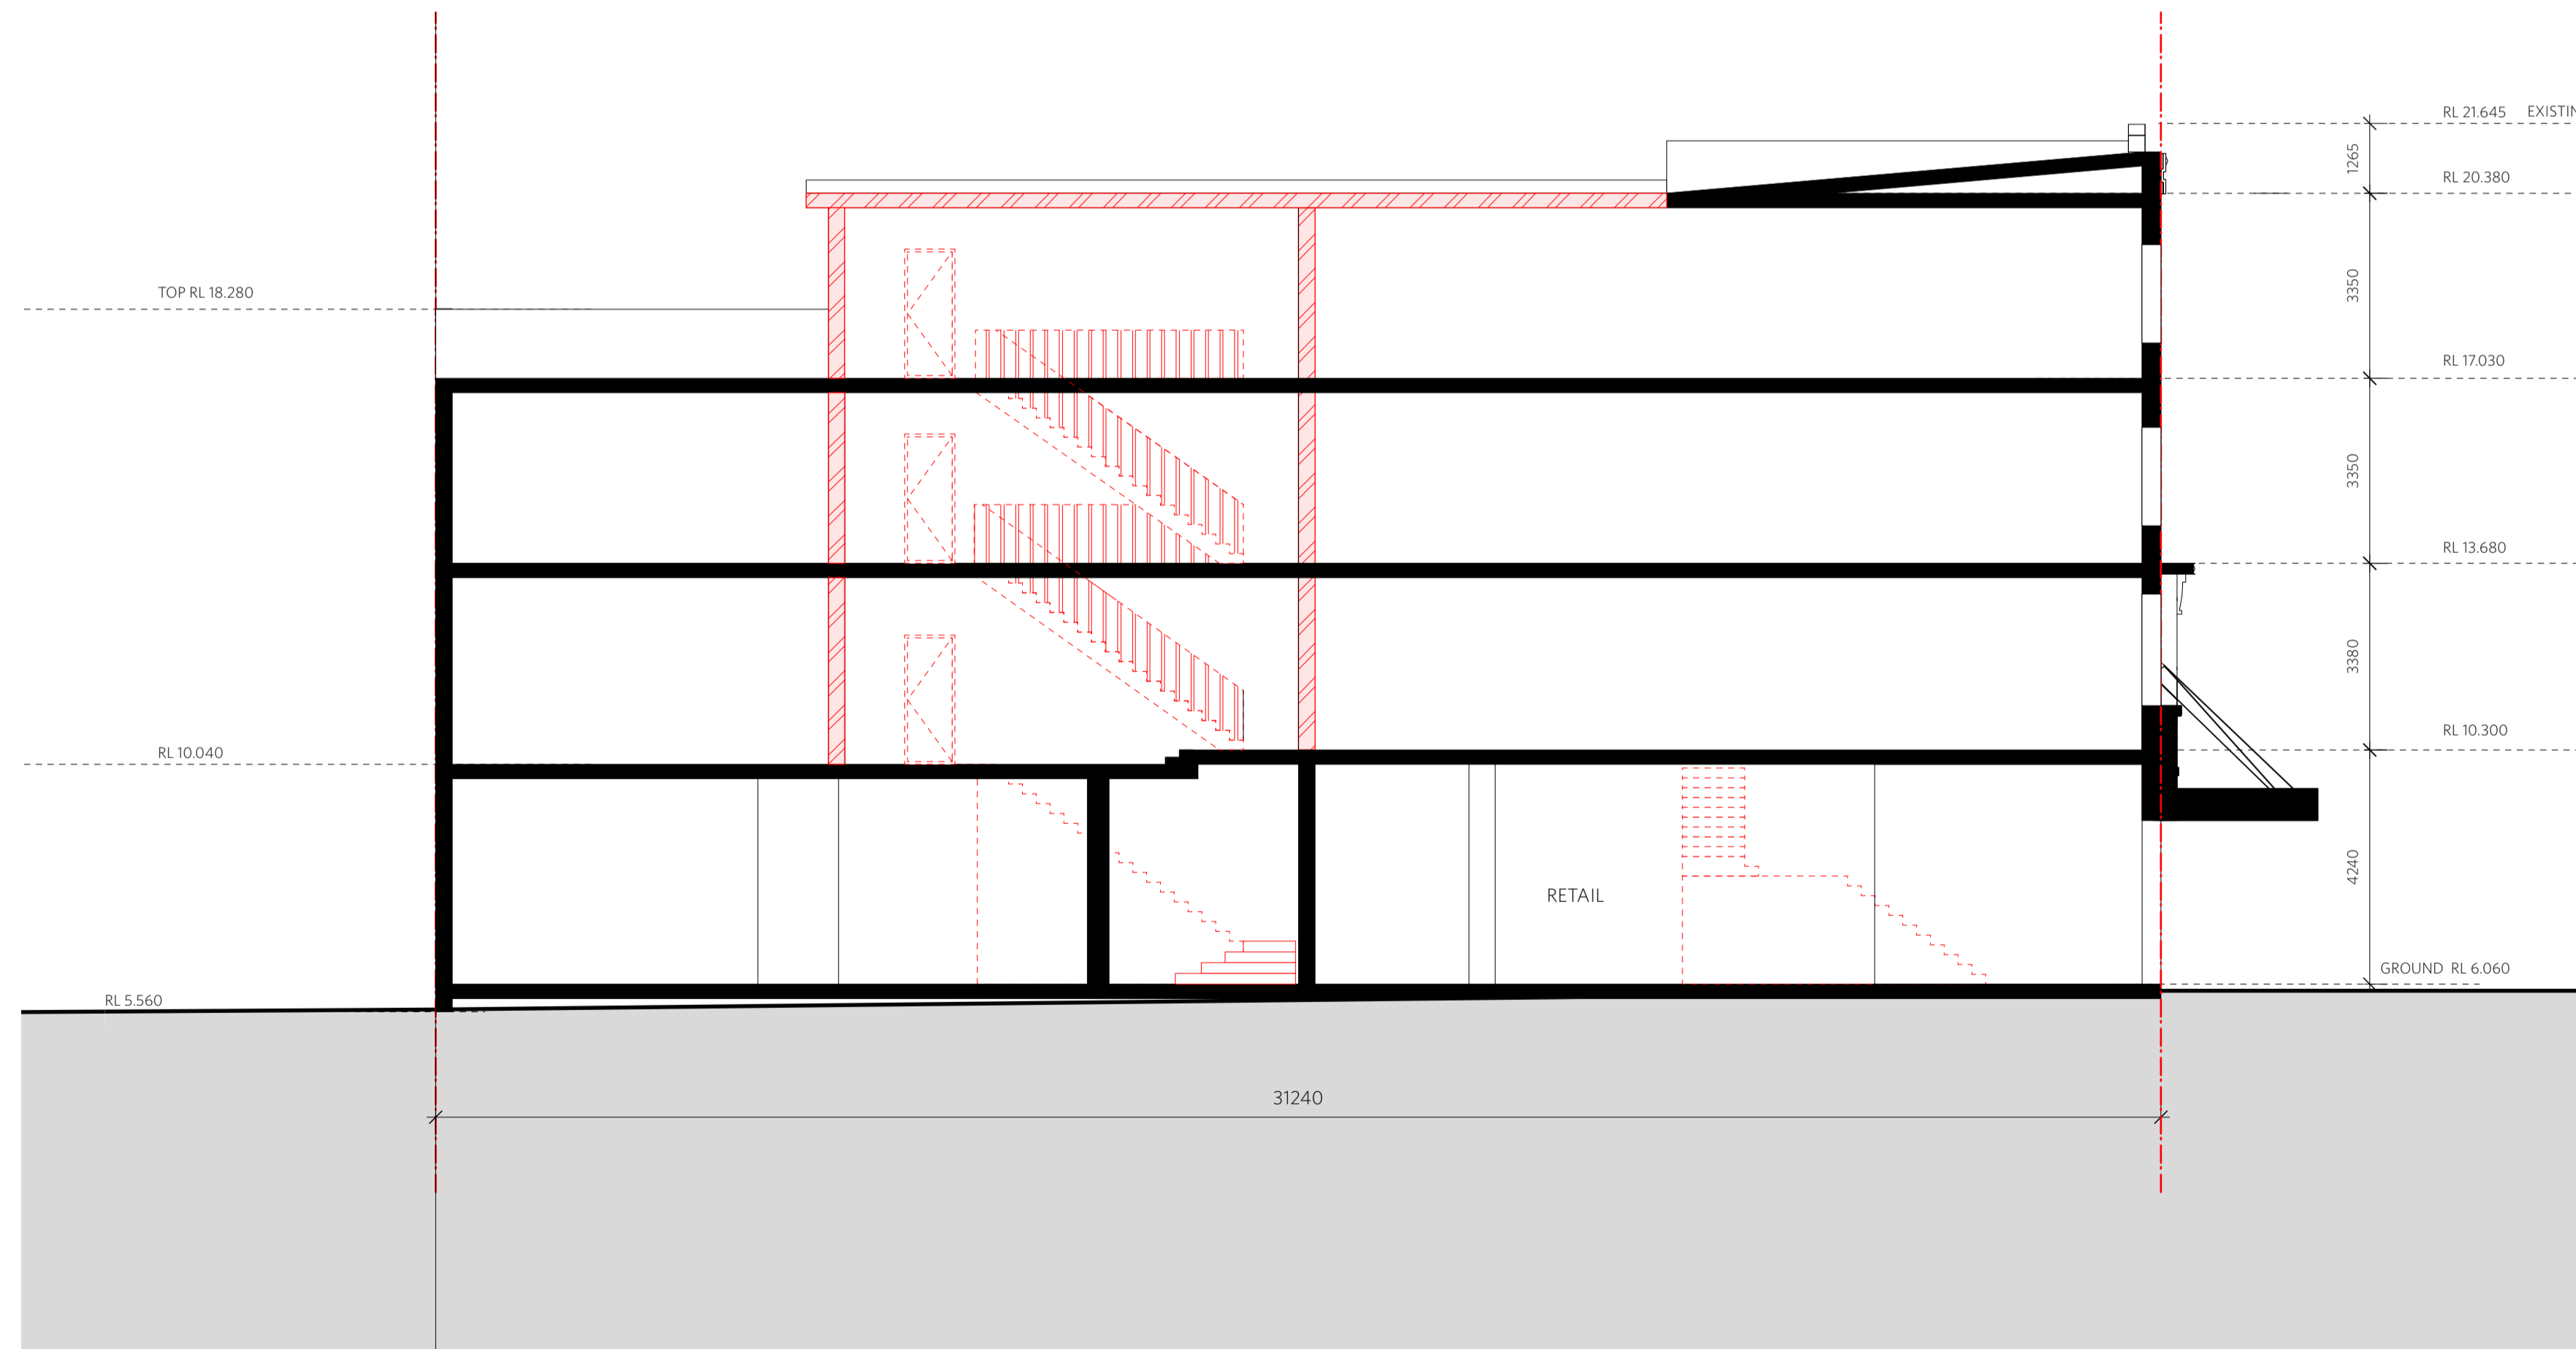 RL 21.645 EXISTIN
1265
RL 20.380
TOP RL 18.280
3350
RL 17.030
3350
RL 13.680
3380
RL 10.300
RL 10.040
4240
RETAIL
GROUND RL 6.060
RL 5.560
31240